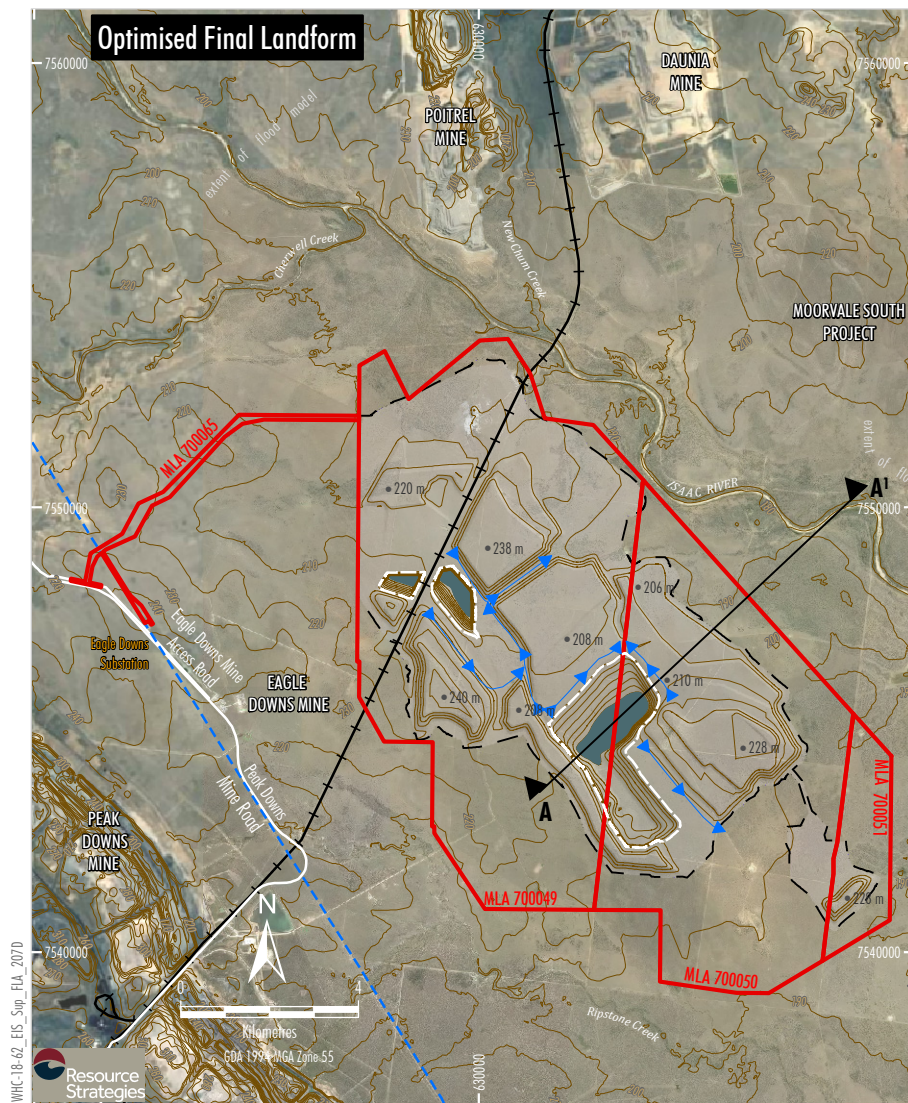 Optimised Final Landform
630000
7560000
7560000
DAUNIA
MINE
POITREL
MINE
extent of flood model
Cherwell Creek
New Chum Creek
MOORVALE SOUTH
PROJECT
MLA 700065
extent of flo
ISAAC RIVER
A¹
7550000
7550000
220 m
238 m
206 m
208 m
210 m
240 m
208 m
228 m
Eagle Downs
Substation
Eagle Downs Mine
Access Road
EAGLE
DOWNS MINE
Peak Downs
Mine Road
PEAK
DOWNS
MINE
A
MLA 700051
MLA 700049
228 m
MLA 700050
N
7540000
7540000
0
4
Kilometres
GDA 1994 MGA Zone 55
Ripstone Creek
630000
WHC-18-62_EIS_Sup_FLA_207D
Resource
Strategies